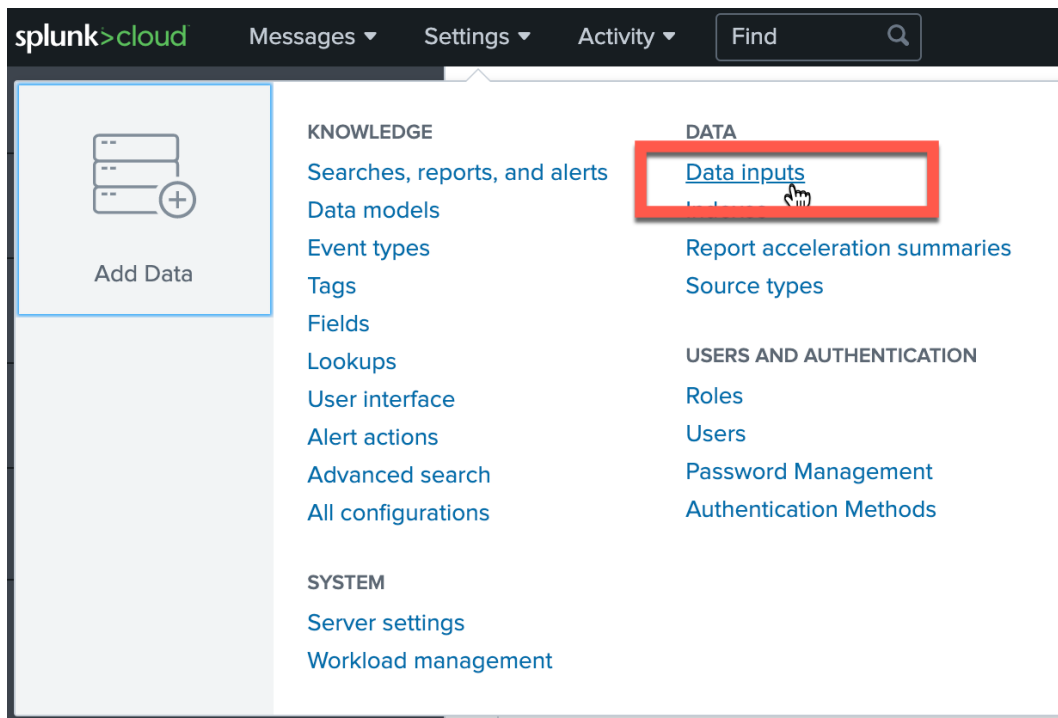 splunk>cloud Messages Settings Activity Find
Add Data
KNOWLEDGE
Searches, reports, and alerts
Data models
Event types
Tags
Fields
Lookups
User interface
Alert actions
Advanced search
All configurations
SYSTEM
Server settings
Workload management
DATA
Data inputs
Indexes
Report acceleration summaries
Source types
USERS AND AUTHENTICATION
Roles
Users
Password Management
Authentication Methods